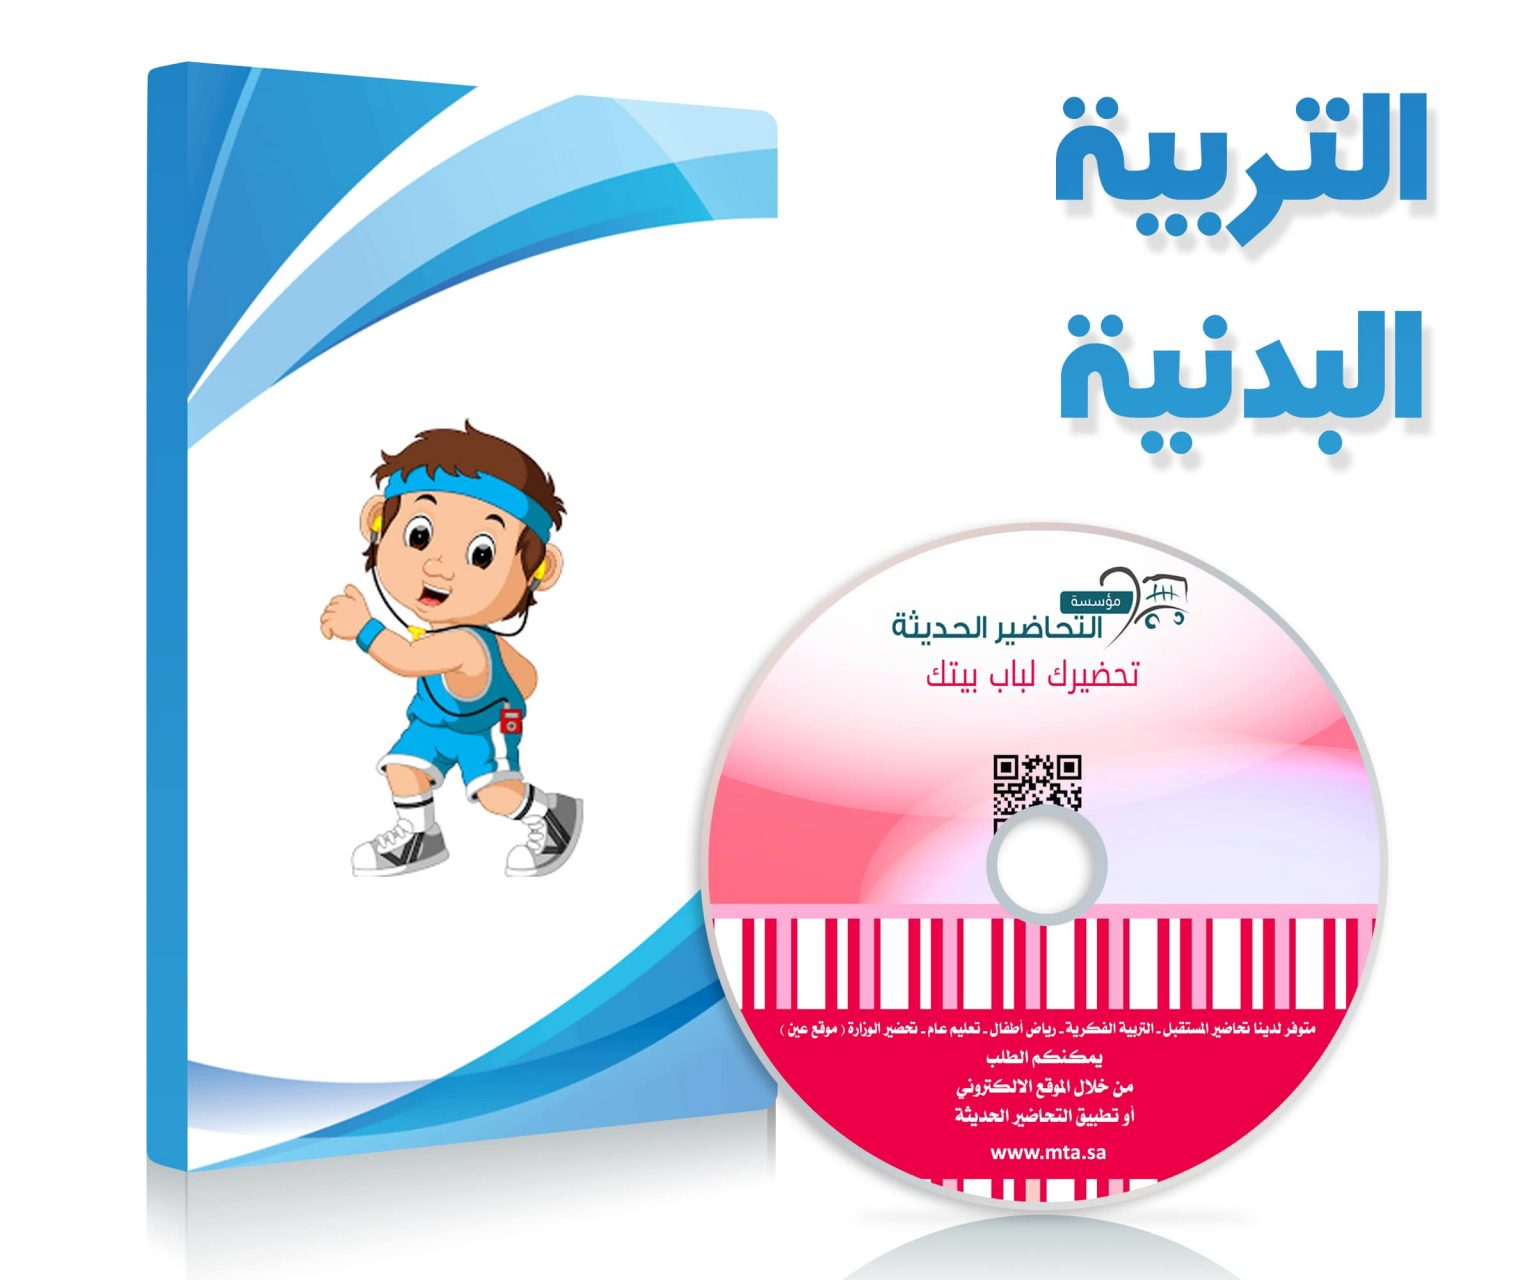 التربية
البدنية
مؤسسة
التحاضير الحديثة
تحضيرك لباب بيتك
متوفر لدينا تحاضير المستقبل - التربية الفكرية - رياض أطفال - تعليم عام - تحضير الوزارة ( موقع عين )
يمكنكم الطلب
من خلال الموقع الالكتروني
أو تطبيق التحاضير الحديثة
www.mta.sa